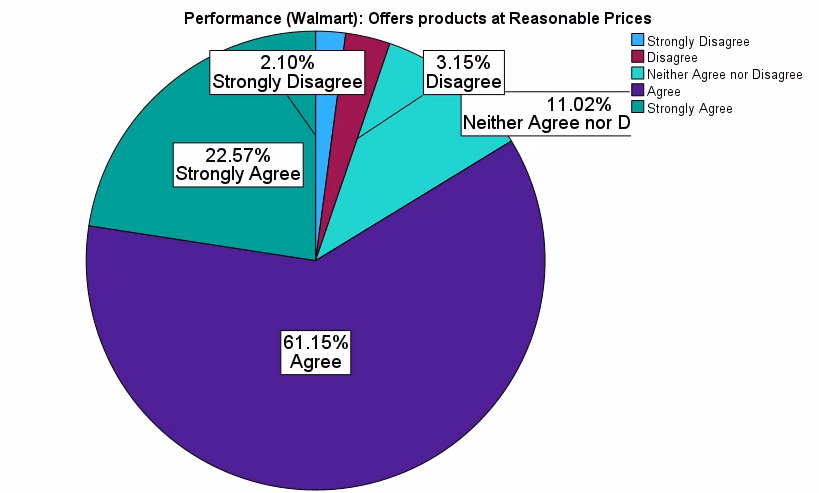 Performance (Walmart): Offers products at Reasonable Prices
2.10%
Strongly Disagree
3.15%
Disagree
11.02%
Neither Agree nor D
22.57%
Strongly Agree
61.15%
Agree
Strongly Disagree
Disagree
Neither Agree nor Disagree
Agree
Strongly Agree